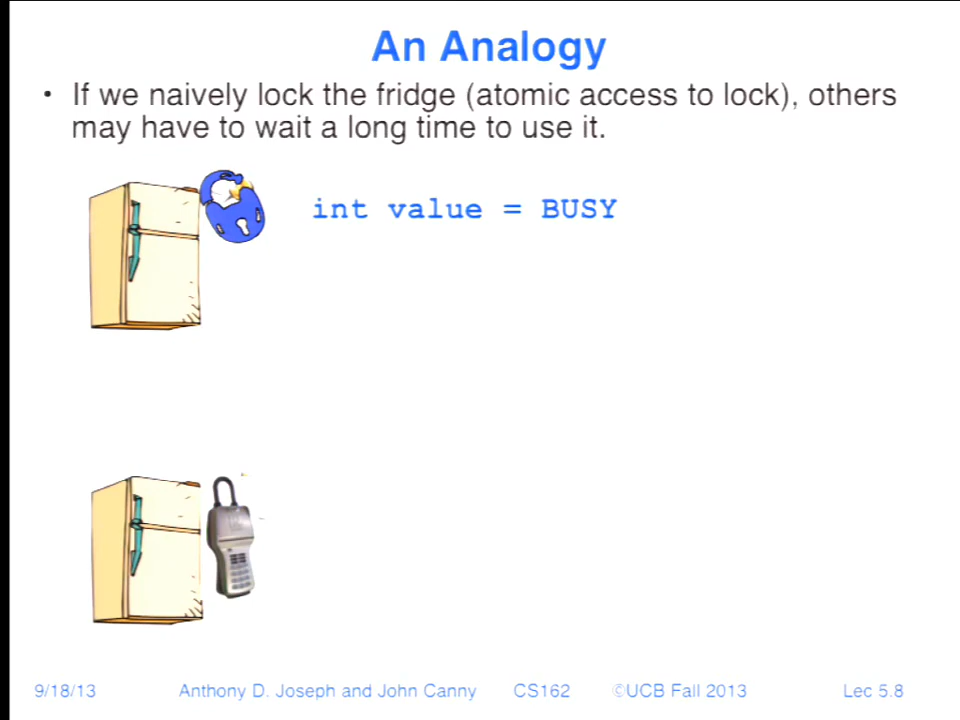 An Analogy
• If we naively lock the fridge (atomic access to lock), others
may have to wait a long time to use it.
int value = BUSY
9/18/13 Anthony D. Joseph and John Canny CS162 ©UCB Fall 2013 Lec 5.8